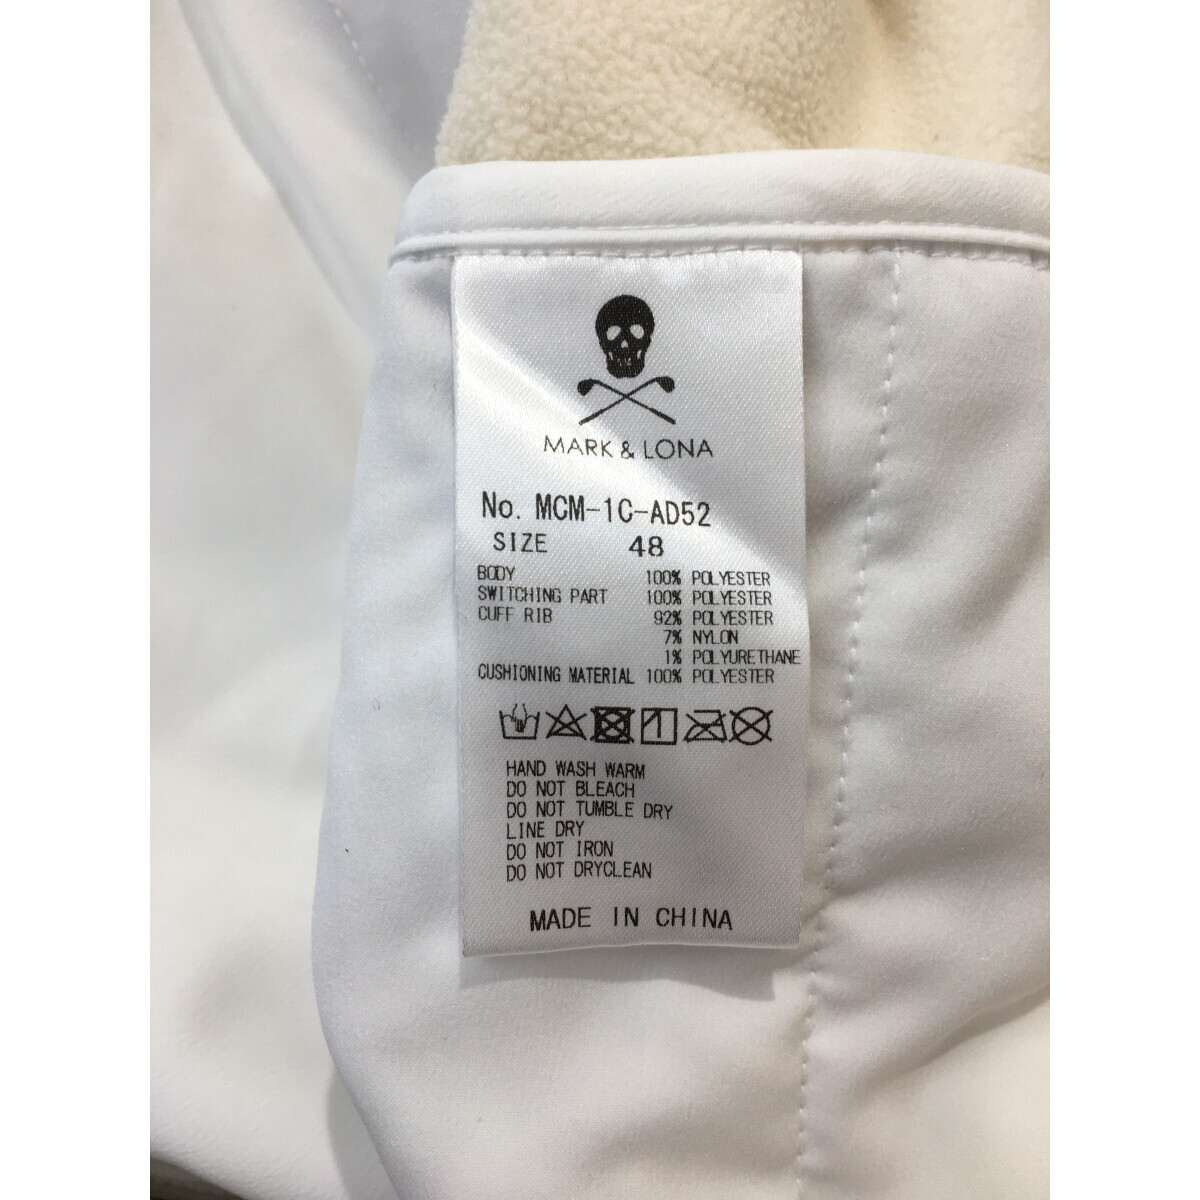 MARK & LONA
No. MCM-1C-AD52
SIZE 48
BODY 100% POLYESTER
SWITCHING PART 100% POLYESTER
CUFF RIB 92% POLYESTER
7% NYLON
1% POLYURETHANE
CUSHIONING MATERIAL 100% POLYESTER
HAND WASH WARM
DO NOT BLEACH
DO NOT TUMBLE DRY
LINE DRY
DO NOT IRON
DO NOT DRYCLEAN
MADE IN CHINA